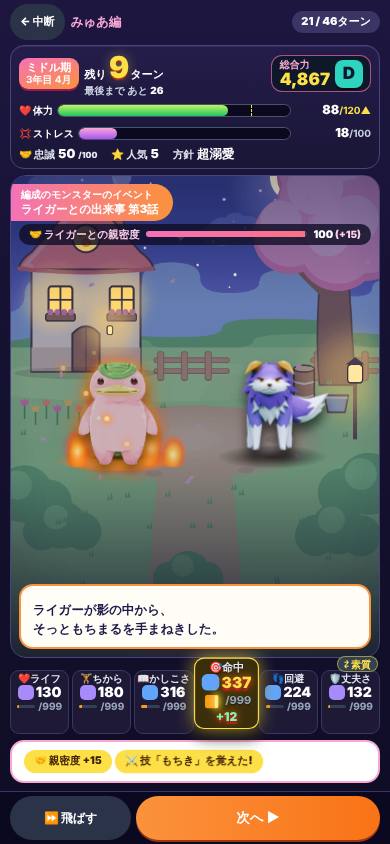 ← 中断
みゅあ編
21 / 46ターン
ミドル期
3年目 4月
残り 9 ターン
最後まで あと 26
総合力
4,867
D
❤️体力
88/120▲
💢ストレス
18/100
🤝忠誠 50 /100 ⭐人気 5 方針 超溺愛
編成のモンスターのイベント
ライガーとの出来事 第3話
🤝ライガーとの親密度
100 (+15)
ライガーが影の中から、
そっともちまるを手まねきした。
素質
❤️ライフ
130
/999
🏋️ちから
180
/999
📖かしこさ
316
/999
🎯命中
337
/999
+12
👣回避
224
/999
🛡️丈夫さ
132
/999
🤝 親密度 +15
⚔️ 技「もちき」を覚えた!
⏩ 飛ばす
次へ ▶